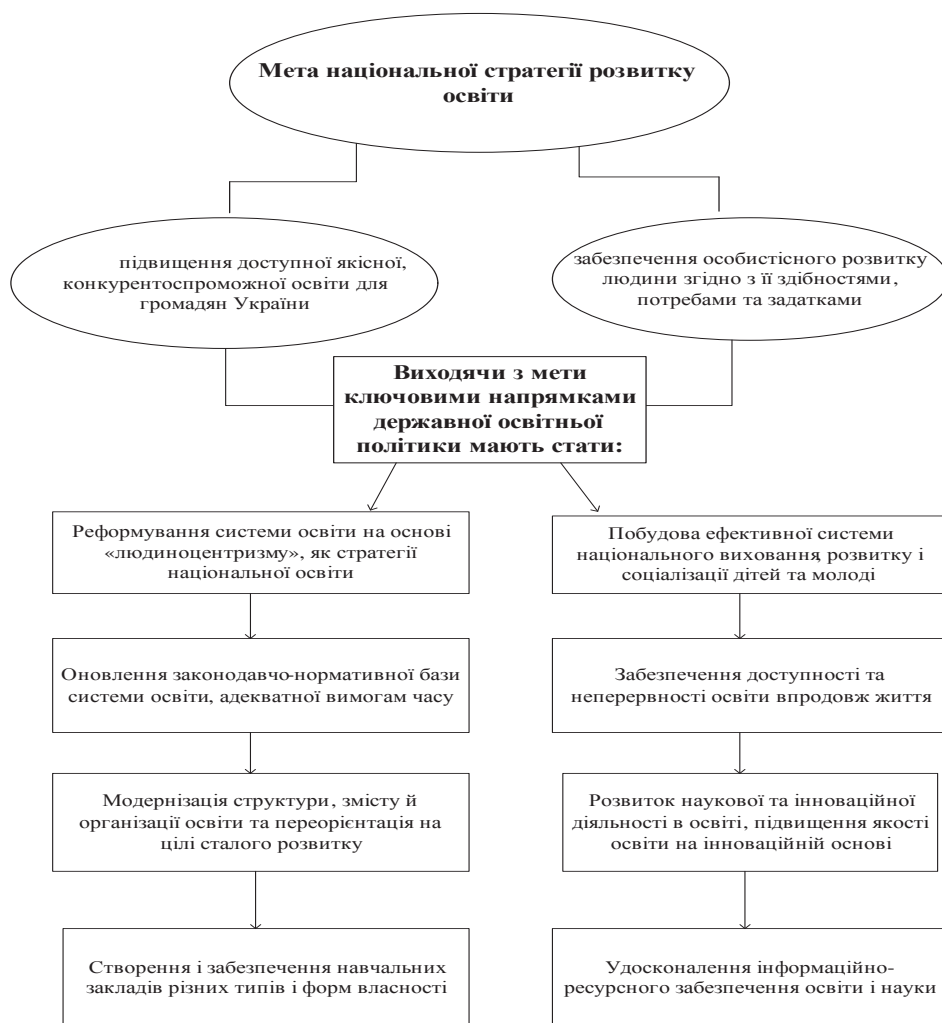 Мета національної стратегії розвитку
освіти
підвищення доступної якісної,
конкурентоспроможної освіти для
громадян України
забезпечення особистісного розвитку
людини згідно з її здібностями,
потребами та задатками
Виходячи з мети
ключовими напрямками
державної освітньої
політики мають стати:
Реформування системи освіти на основі
«людиноцентризму», як стратегії
національної освіти
Побудова ефективної системи
національного виховання, розвитку і
соціалізації дітей та молоді
Оновлення законодавчо-нормативної бази
системи освіти, адекватної вимогам часу
Забезпечення доступності та
неперервності освіти впродовж життя
Модернізація структури, змісту й
організації освіти та переорієнтація на
цілі сталого розвитку
Розвиток наукової та інноваційної
діяльності в освіті, підвищення якості
освіти на інноваційній основі
Створення і забезпечення навчальних
закладів різних типів і форм власності
Удосконалення інформаційно-
ресурсного забезпечення освіти і науки